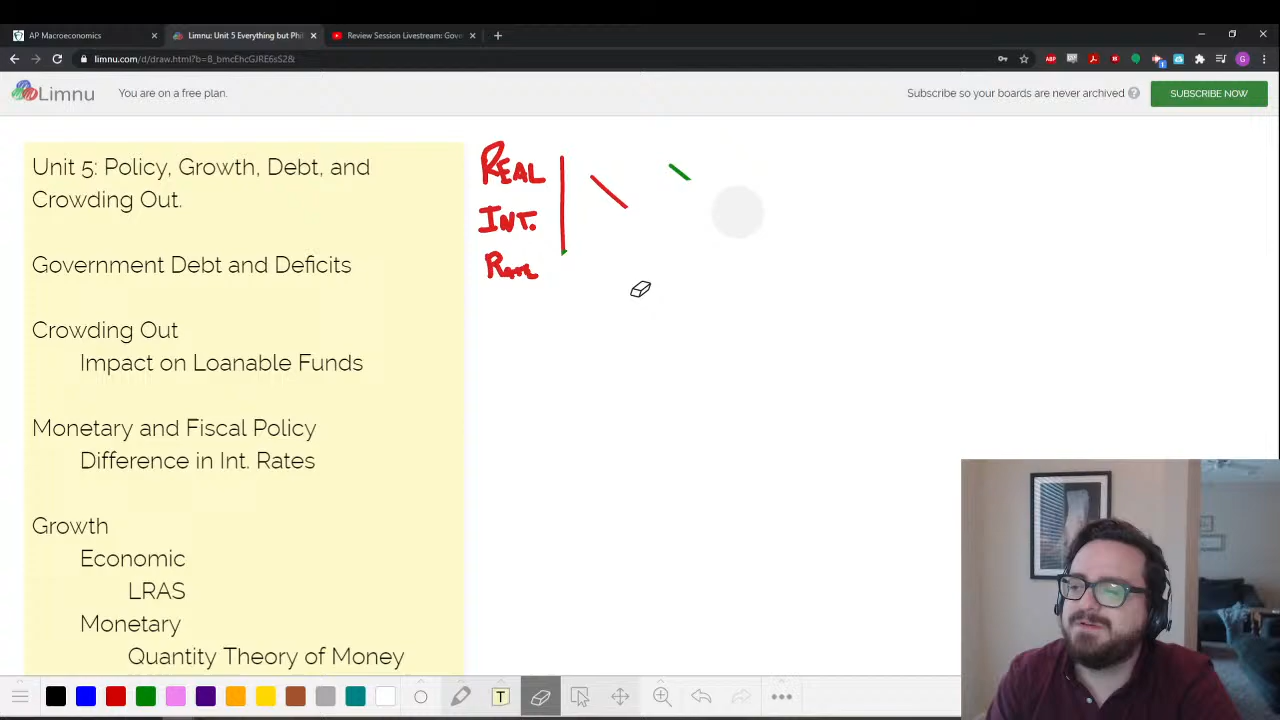 AP Macroeconomics
Limnu: Unit 5 Everything but Phi
Review Session Livestream: Gove
limnu.com/d/draw.html?b=8_bmcEhcGJRE6sS2&
Limnu
You are on a free plan.
Subscribe so your boards are never archived
SUBSCRIBE NOW
Unit 5: Policy, Growth, Debt, and
Crowding Out.
Government Debt and Deficits
Crowding Out
Impact on Loanable Funds
Monetary and Fiscal Policy
Difference in Int. Rates
Growth
Economic
LRAS
Monetary
Quantity Theory of Money
REAL
INT.
RATE
T